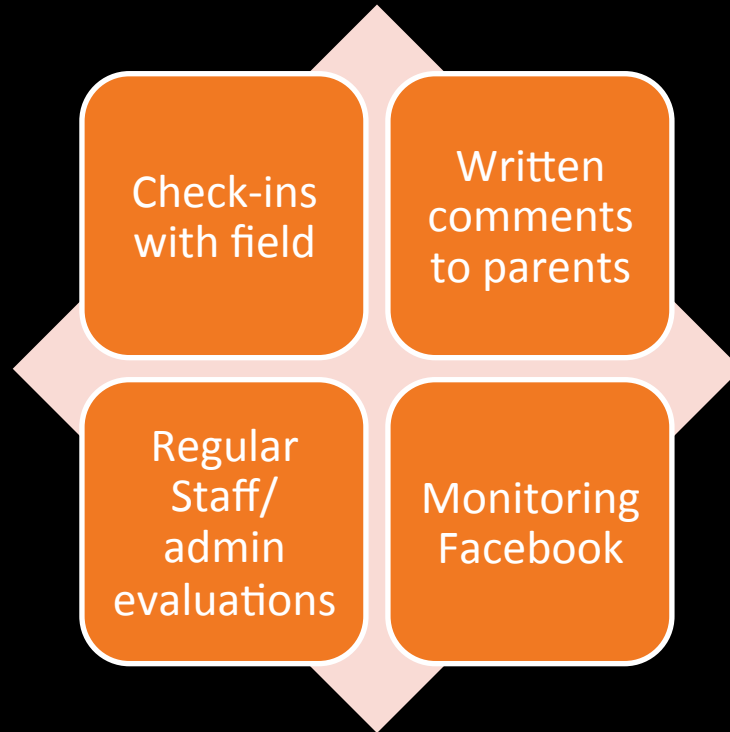 Check-ins
with field
Written
comments
to parents
Regular
Staff/
admin
evaluations
Monitoring
Facebook